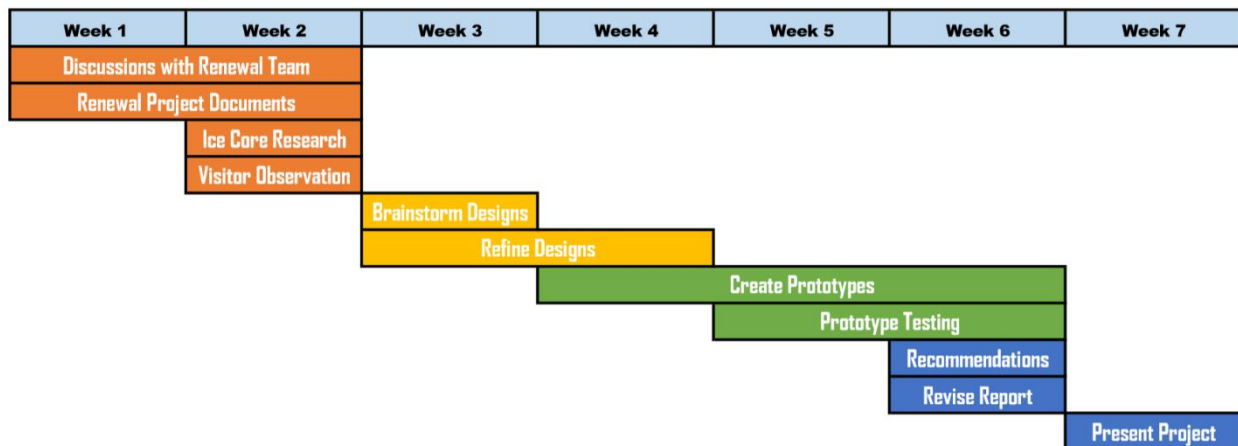 Week 1 Week 2 Week 3 Week 4 Week 5 Week 6 Week 7
Discussions with Renewal Team
Renewal Project Documents
Ice Core Research
Visitor Observation
Brainstorm Designs
Refine Designs
Create Prototypes
Prototype Testing
Recommendations
Revise Report
Present Project